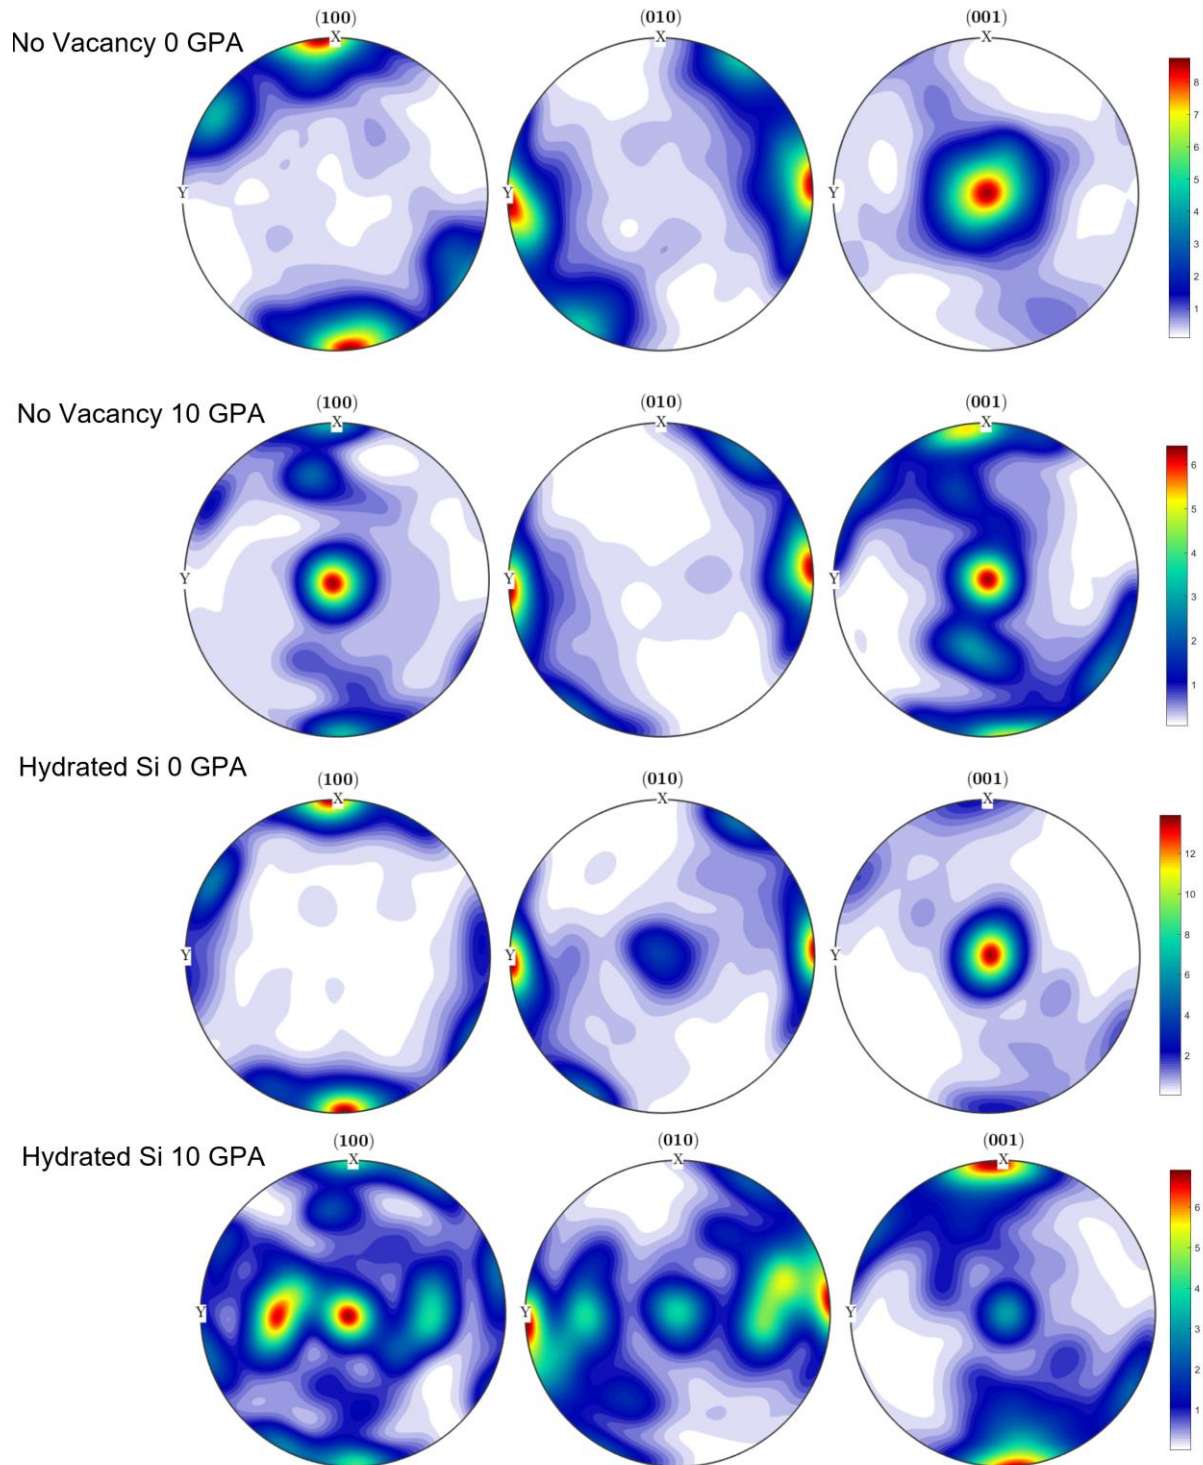 No Vacancy 0 GPA
(100) (010) (001)
X X X
Y Y Y
8
7
6
5
4
3
2
1
No Vacancy 10 GPA
(100) (010) (001)
X X X
Y Y Y
6
5
4
3
2
1
Hydrated Si 0 GPA
(100) (010) (001)
X X X
Y Y Y
12
10
8
6
4
2
Hydrated Si 10 GPA
(100) (010) (001)
X X X
Y Y Y
6
5
4
3
2
1